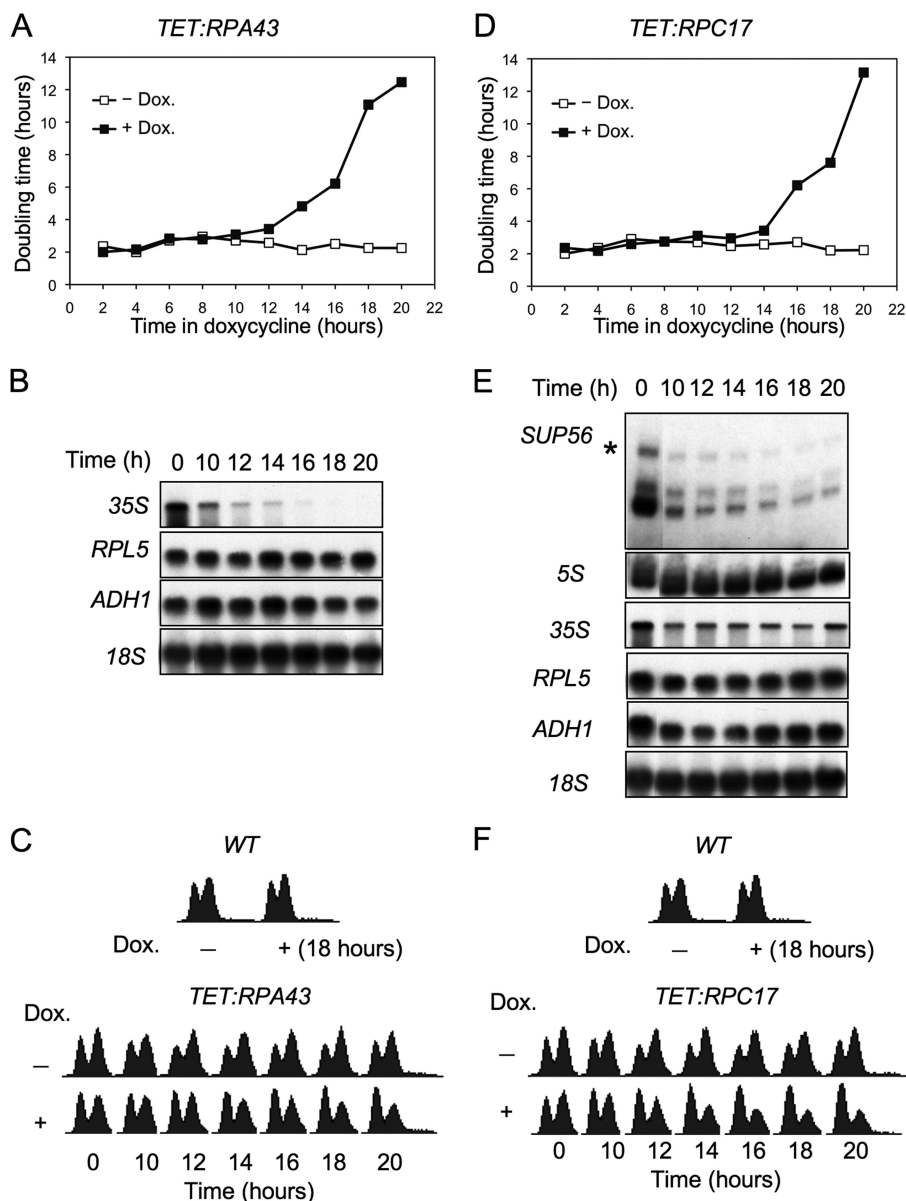 A
TET:RPA43
14
12
10
8
6
4
2
0
Doubling time (hours)
– Dox.
+ Dox.
0 2 4 6 8 10 12 14 16 18 20 22
Time in doxycycline (hours)
B
Time (h) 0 10 12 14 16 18 20
35S
RPL5
ADH1
18S
C
WT
Dox. – + (18 hours)
TET:RPA43
Dox.
–
+
0 10 12 14 16 18 20
Time (hours)
D
TET:RPC17
14
12
10
8
6
4
2
0
Doubling time (hours)
– Dox.
+ Dox.
0 2 4 6 8 10 12 14 16 18 20 22
Time in doxycycline (hours)
E
Time (h) 0 10 12 14 16 18 20
SUP56 *
5S
35S
RPL5
ADH1
18S
F
WT
Dox. – + (18 hours)
TET:RPC17
Dox.
–
+
0 10 12 14 16 18 20
Time (hours)